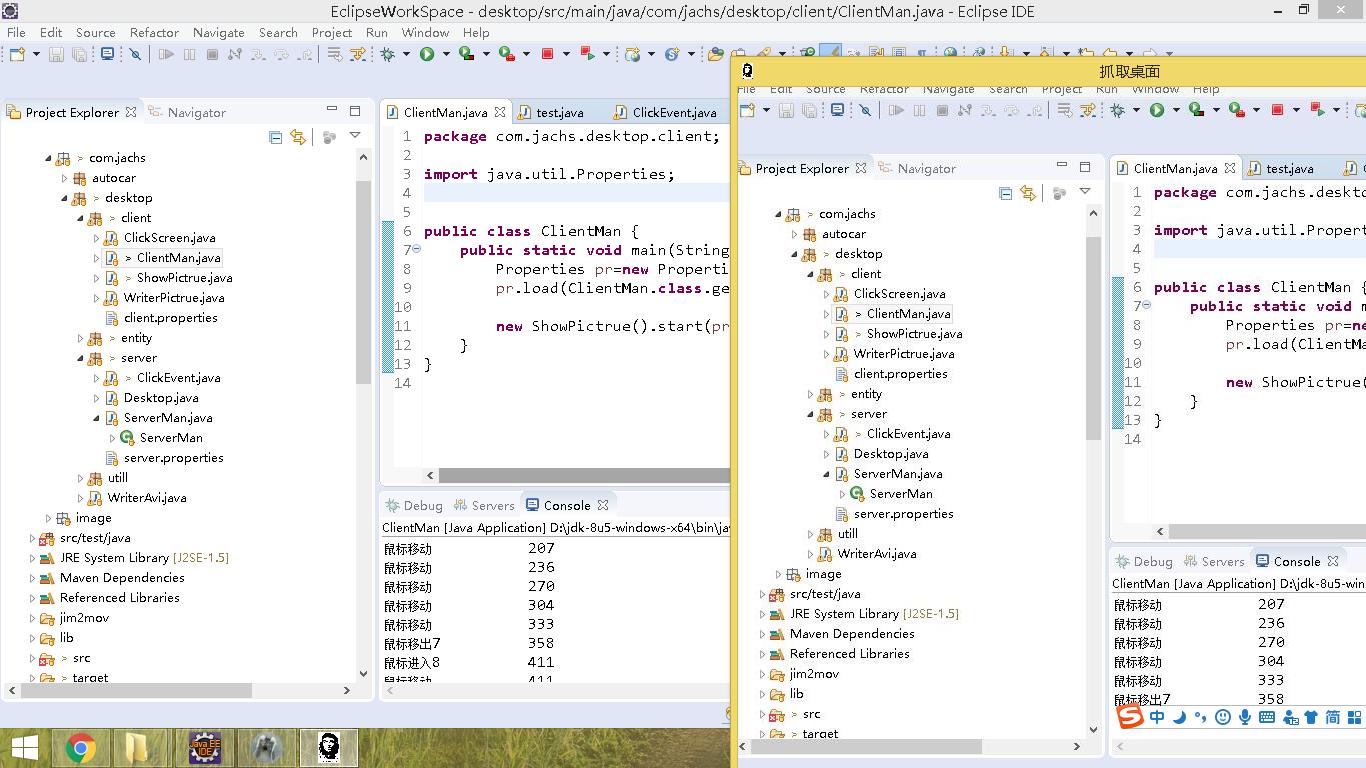 EclipseWorkSpace - desktop/src/main/java/com/jachs/desktop/client/ClientMan.java - Eclipse IDE
File Edit Source Refactor Navigate Search Project Run Window Help
Project Explorer Navigator
com.jachs
autocar
> desktop
> client
ClickScreen.java
> ClientMan.java
> ShowPictrue.java
WriterPictrue.java
client.properties
> entity
> server
> ClickEvent.java
Desktop.java
ServerMan.java
ServerMan
server.properties
utill
WriterAvi.java
image
src/test/java
JRE System Library [J2SE-1.5]
Maven Dependencies
Referenced Libraries
jim2mov
lib
> src
> target
ClientMan.java test.java ClickEvent.java
1 package com.jachs.desktop.client;
2
3 import java.util.Properties;
4
5
6 public class ClientMan {
7 public static void main(String
8 Properties pr=new Properti
9 pr.load(ClientMan.class.ge
10
11 new ShowPictrue().start(pr
12 }
13 }
14
Debug Servers Console
ClientMan [Java Application] D:\jdk-8u5-windows-x64\bin\jav
鼠标移动 207
鼠标移动 236
鼠标移动 270
鼠标移动 304
鼠标移动 333
鼠标移出7 358
鼠标进入8 411
鼠标移动 411
抓取桌面
File Edit Source Refactor Navigate Search Project Run Window Help
Project Explorer Navigator
> com.jachs
autocar
> desktop
> client
ClickScreen.java
> ClientMan.java
> ShowPictrue.java
WriterPictrue.java
client.properties
> entity
> server
> ClickEvent.java
Desktop.java
ServerMan.java
ServerMan
server.properties
utill
WriterAvi.java
image
src/test/java
JRE System Library [J2SE-1.5]
Maven Dependencies
Referenced Libraries
jim2mov
lib
> src
> target
ClientMan.java test.java
1 package com.jachs.deskto
2
3 import java.util.Propert
4
5
6 public class ClientMan {
7 public static void m
8 Properties pr=ne
9 pr.load(ClientMa
10
11 new ShowPictrue(
12 }
13 }
14
Debug Servers Console
ClientMan [Java Application] D:\jdk-8u5-win
鼠标移动 207
鼠标移动 236
鼠标移动 270
鼠标移动 304
鼠标移动 333
鼠标移出7 358
S 中 简
Java EE IDE